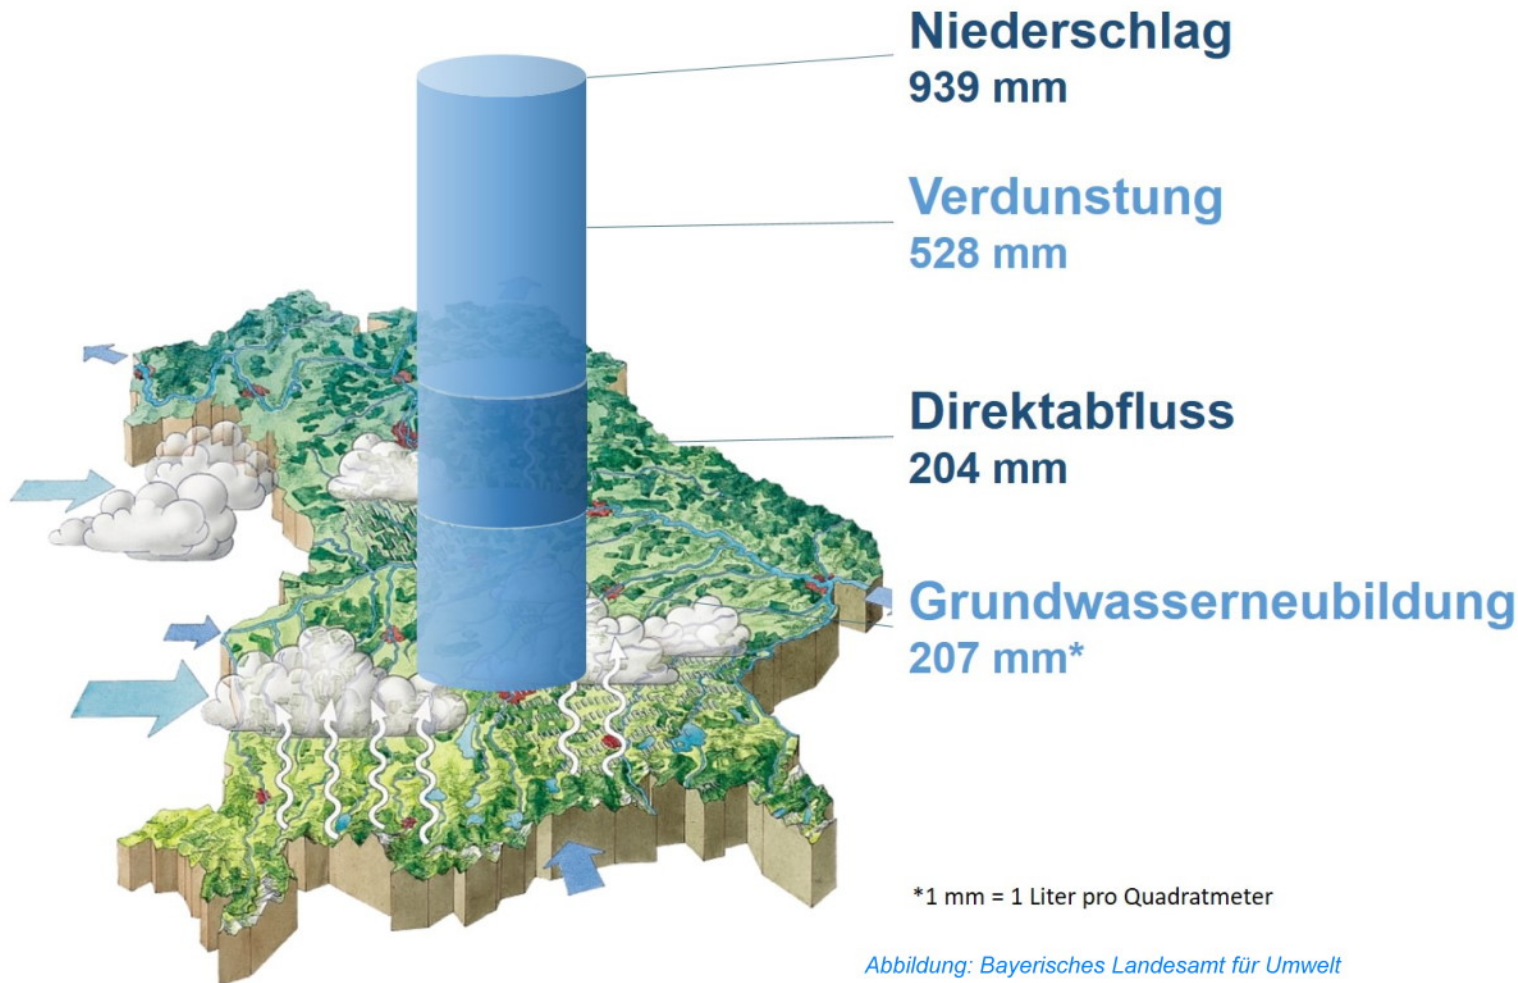 Niederschlag
939 mm
Verdunstung
528 mm
Direktabfluss
204 mm
Grundwasserneubildung
207 mm*
*1 mm = 1 Liter pro Quadratmeter
Abbildung: Bayerisches Landesamt für Umwelt